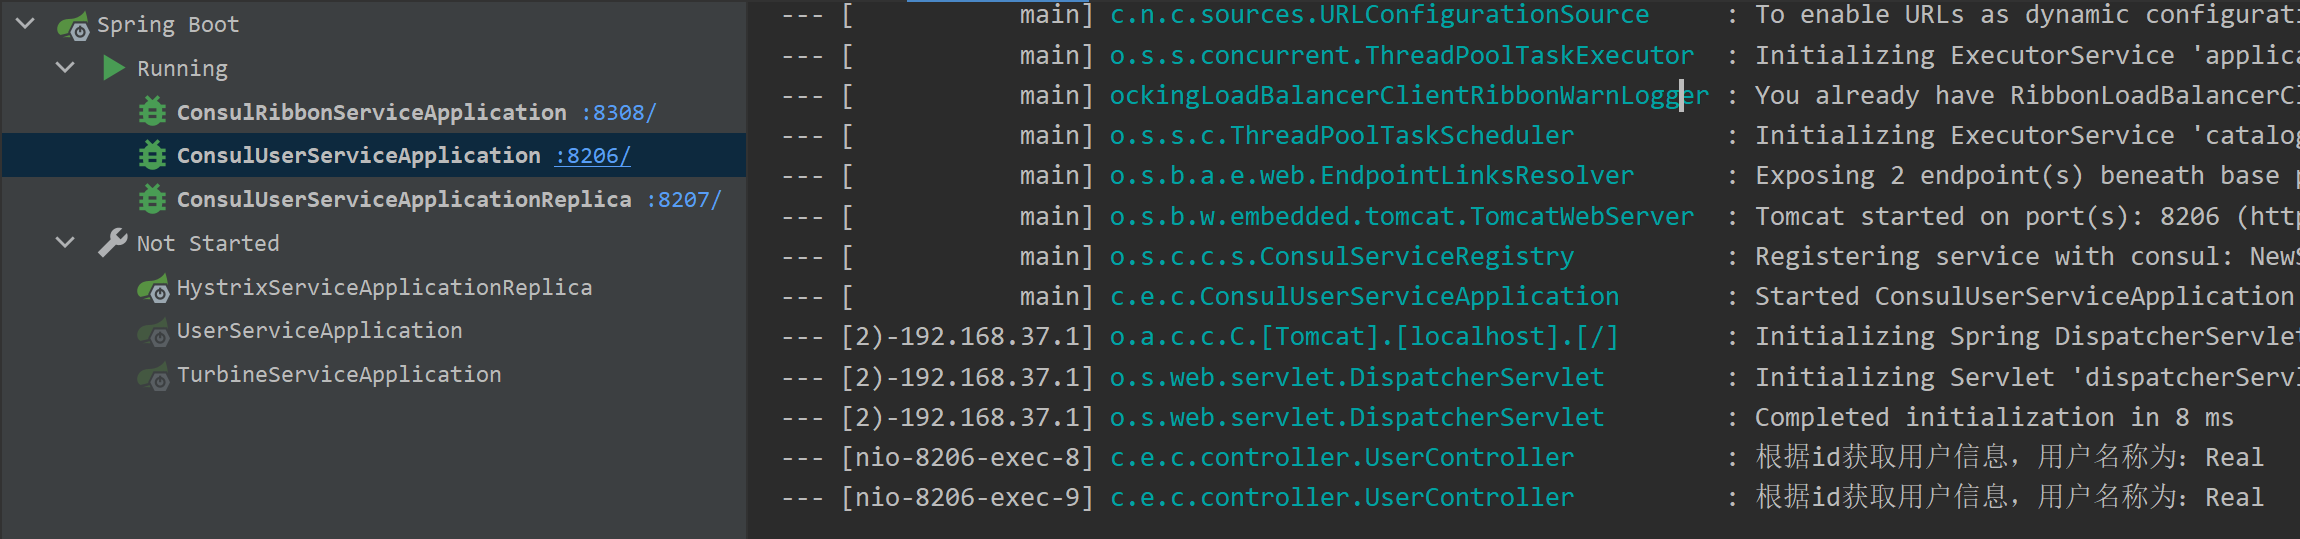 Spring Boot
Running
ConsulRibbonServiceApplication :8308/
ConsulUserServiceApplication :8206/
ConsulUserServiceApplicationReplica :8207/
Not Started
HystrixServiceApplicationReplica
UserServiceApplication
TurbineServiceApplication
--- [           main] c.n.c.sources.URLConfigurationSource     : To enable URLs as dynamic configurati
--- [           main] o.s.s.concurrent.ThreadPoolTaskExecutor  : Initializing ExecutorService 'applica
--- [           main] ockingLoadBalancerClientRibbonWarnLogger : You already have RibbonLoadBalancerCl
--- [           main] o.s.s.c.ThreadPoolTaskScheduler          : Initializing ExecutorService 'catalog
--- [           main] o.s.b.a.e.web.EndpointLinksResolver      : Exposing 2 endpoint(s) beneath base p
--- [           main] o.s.b.w.embedded.tomcat.TomcatWebServer  : Tomcat started on port(s): 8206 (http
--- [           main] o.s.c.c.s.ConsulServiceRegistry          : Registering service with consul: NewS
--- [           main] c.e.c.ConsulUserServiceApplication       : Started ConsulUserServiceApplication
--- [2)-192.168.37.1] o.a.c.c.C.[Tomcat].[localhost].[/]       : Initializing Spring DispatcherServlet
--- [2)-192.168.37.1] o.s.web.servlet.DispatcherServlet        : Initializing Servlet 'dispatcherServl
--- [2)-192.168.37.1] o.s.web.servlet.DispatcherServlet        : Completed initialization in 8 ms
--- [nio-8206-exec-8] c.e.c.controller.UserController          : 根据id获取用户信息，用户名称为：Real
--- [nio-8206-exec-9] c.e.c.controller.UserController          : 根据id获取用户信息，用户名称为：Real